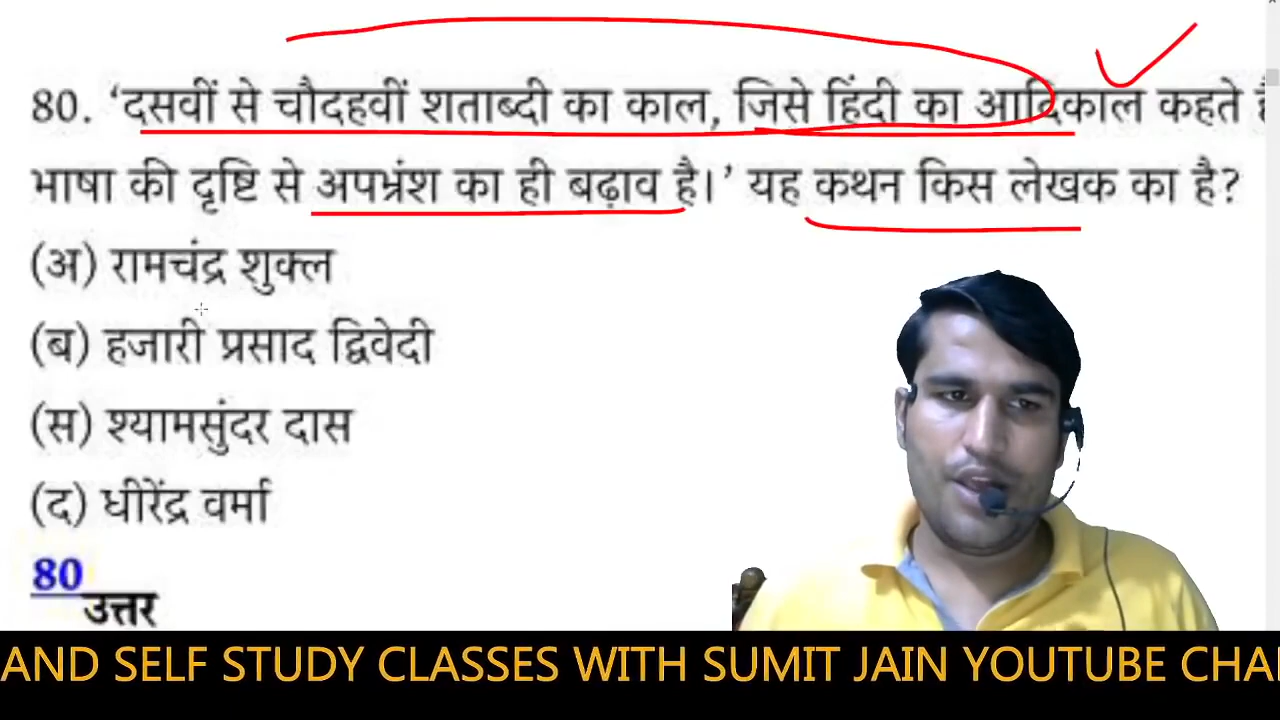 80. ‘दसवीं से चौदहवीं शताब्दी का काल, जिसे हिंदी का आदिकाल कहते
भाषा की दृष्टि से अपभ्रंश का ही बढ़ाव है।’ यह कथन किस लेखक का है?
(अ) रामचंद्र शुक्ल
(ब) हजारी प्रसाद द्विवेदी
(स) श्यामसुंदर दास
(द) धीरेंद्र वर्मा
80
उत्तर
AND SELF STUDY CLASSES WITH SUMIT JAIN YOUTUBE